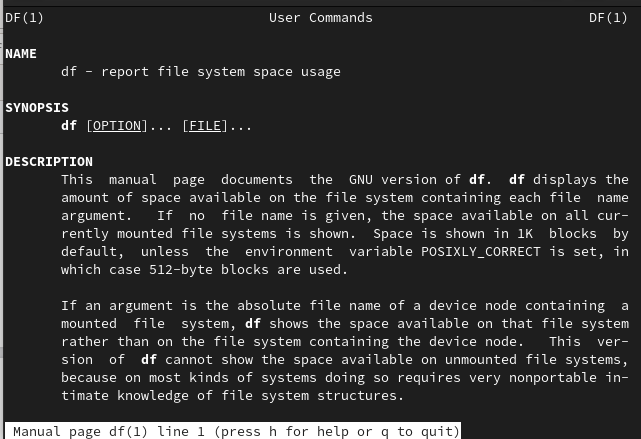 DF(1) User Commands DF(1)
NAME
df - report file system space usage
SYNOPSIS
df [OPTION]... [FILE]...
DESCRIPTION
This manual page documents the GNU version of df. df displays the
amount of space available on the file system containing each file name
argument. If no file name is given, the space available on all cur-
rently mounted file systems is shown. Space is shown in 1K blocks by
default, unless the environment variable POSIXLY_CORRECT is set, in
which case 512-byte blocks are used.
If an argument is the absolute file name of a device node containing a
mounted file system, df shows the space available on that file system
rather than on the file system containing the device node. This ver-
sion of df cannot show the space available on unmounted file systems,
because on most kinds of systems doing so requires very nonportable in-
timate knowledge of file system structures.
Manual page df(1) line 1 (press h for help or q to quit)